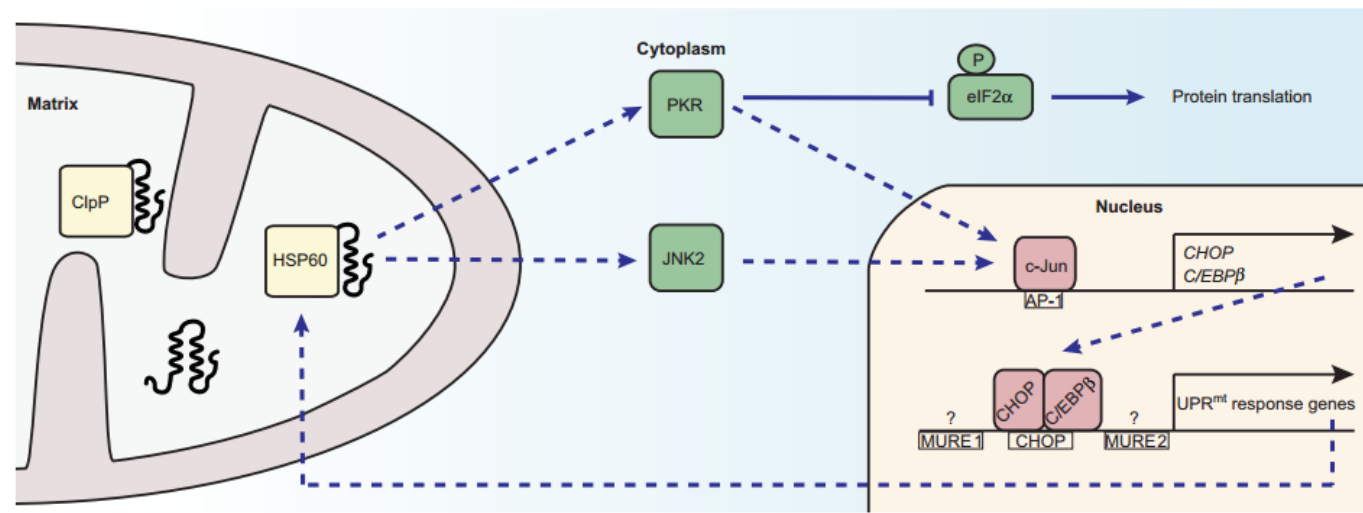 Cytoplasm
Matrix
PKR
P
eIF2α
Protein translation
ClpP
HSP60
JNK2
Nucleus
c-Jun
AP-1
CHOP
C/EBPβ
CHOP
C/EBPβ
UPRmt response genes
?
?
MURE1
CHOP
MURE2